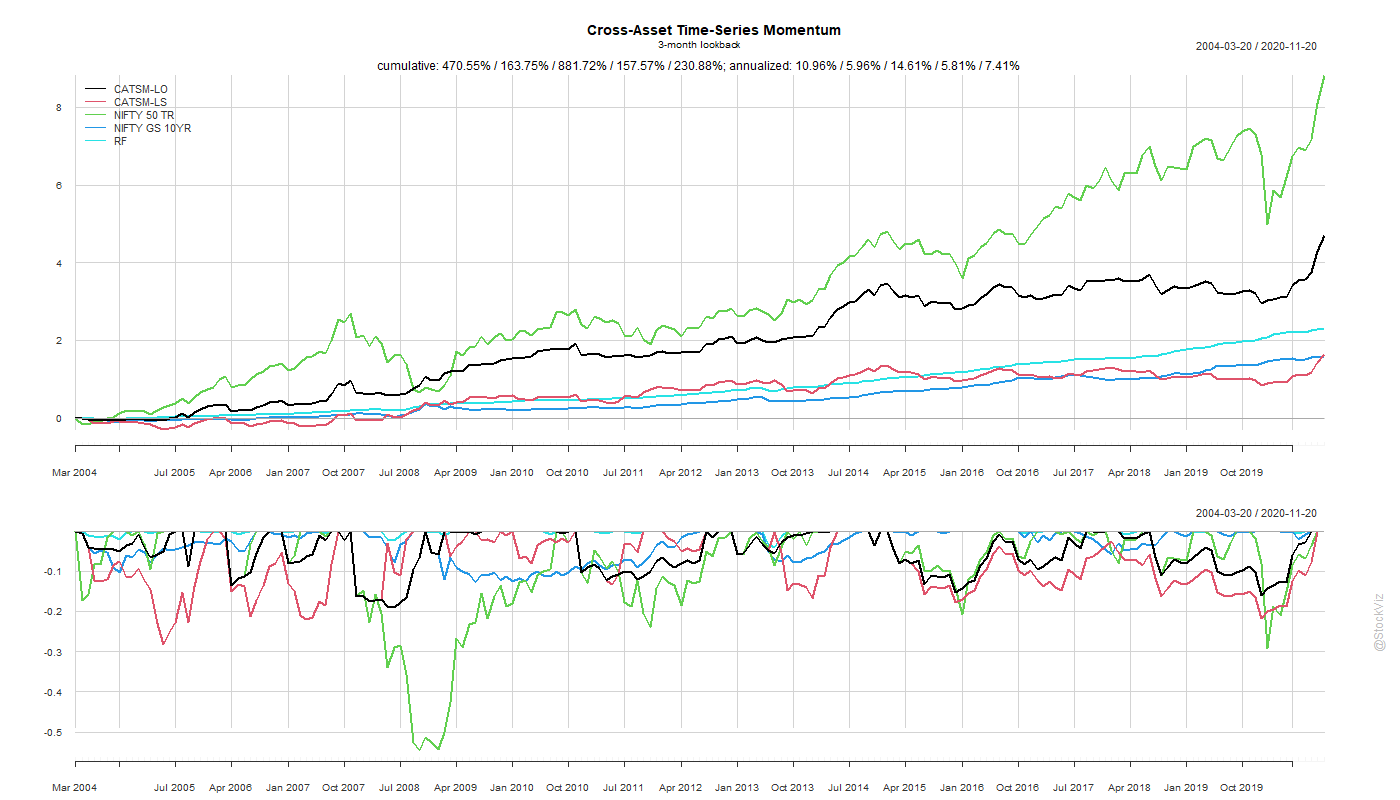 Cross-Asset Time-Series Momentum
3-month lookback
2004-03-20 / 2020-11-20
cumulative: 470.55% / 163.75% / 881.72% / 157.57% / 230.88%; annualized: 10.96% / 5.96% / 14.61% / 5.81% / 7.41%
CATSM-LO
CATSM-LS
NIFTY 50 TR
NIFTY GS 10YR
RF
8
6
4
2
0
Mar 2004 Jul 2005 Apr 2006 Jan 2007 Oct 2007 Jul 2008 Apr 2009 Jan 2010 Oct 2010 Jul 2011 Apr 2012 Jan 2013 Oct 2013 Jul 2014 Apr 2015 Jan 2016 Oct 2016 Jul 2017 Apr 2018 Jan 2019 Oct 2019
2004-03-20 / 2020-11-20
-0.1
-0.2
-0.3
-0.4
-0.5
Mar 2004 Jul 2005 Apr 2006 Jan 2007 Oct 2007 Jul 2008 Apr 2009 Jan 2010 Oct 2010 Jul 2011 Apr 2012 Jan 2013 Oct 2013 Jul 2014 Apr 2015 Jan 2016 Oct 2016 Jul 2017 Apr 2018 Jan 2019 Oct 2019
@StockViz